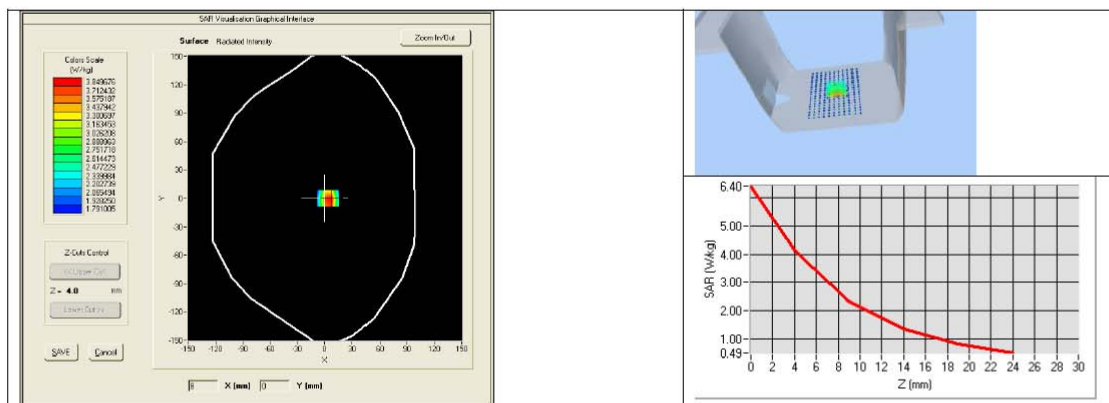 SAR Visualisation Graphical Interface
Surface Radiated Intensity
Zoom In/Out
Colors Scale
(W/kg)
3.849676
3.712432
3.575187
3.437942
3.300697
3.163453
3.026208
2.888963
2.751718
2.614473
2.477229
2.339984
2.202739
2.065494
1.928250
1.791005
Z-Cuts Control
Z = 4.0 mm
SAVE
Cancel
150
120
90
60
30
0
-30
-60
-90
-120
-150
Y
-150 -120 -90 -60 -30 0 30 60 90 120 150
X
8 X (mm) 0 Y (mm)
6.40
5.00
4.00
3.00
2.00
1.00
0.49
SAR (W/kg)
0 2 4 6 8 10 12 14 16 18 20 22 24 26 28 30
Z (mm)